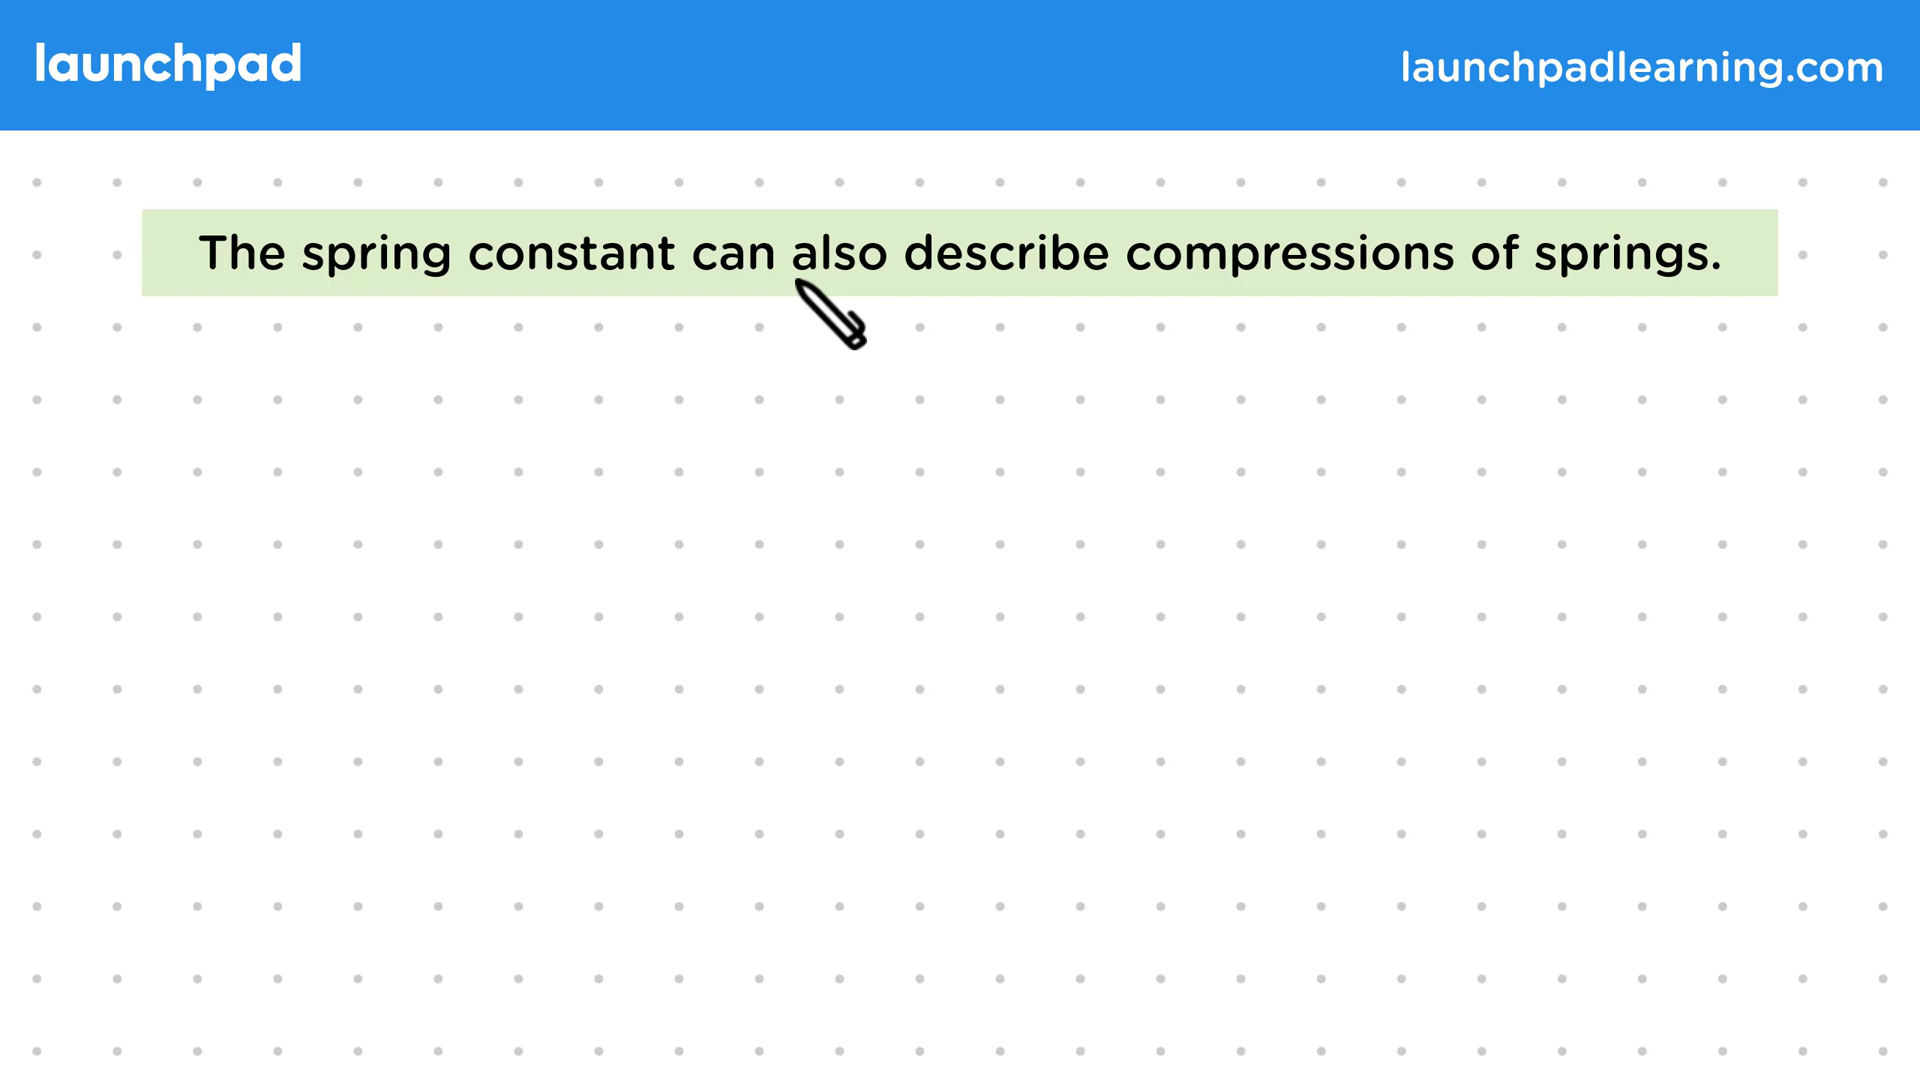 launchpad
launchpadlearning.com
The spring constant can also describe compressions of springs.